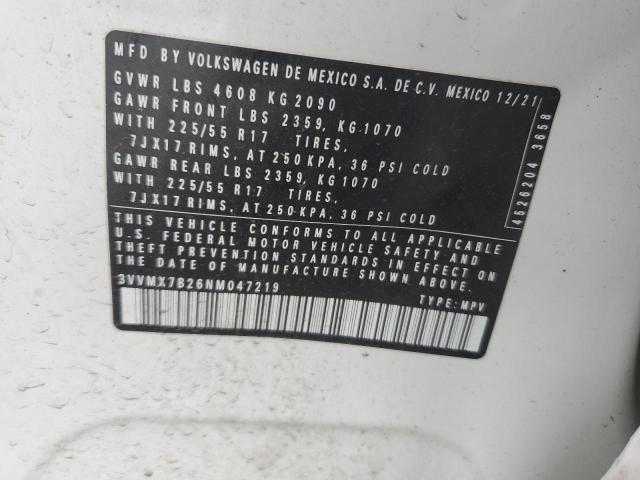 MFD BY VOLKSWAGEN DE MEXICO S.A. DE C.V. MEXICO 12/21
GVWR LBS 4608 KG 2090
GAWR FRONT LBS 2359, KG 1070
WITH 225/55 R17 TIRES,
7JX17 RIMS, AT 250 KPA, 36 PSI COLD
GAWR REAR LBS 2359, KG 1070
WITH 225/55 R17 TIRES,
7JX17 RIMS, AT 250 KPA, 36 PSI COLD
THIS VEHICLE CONFORMS TO ALL APPLICABLE
U.S. FEDERAL MOTOR VEHICLE SAFETY AND
THEFT PREVENTION STANDARDS IN EFFECT ON
THE DATE OF MANUFACTURE SHOWN ABOVE.
3VVMX7B26NM047219
TYPE: MPV
4526204 3658